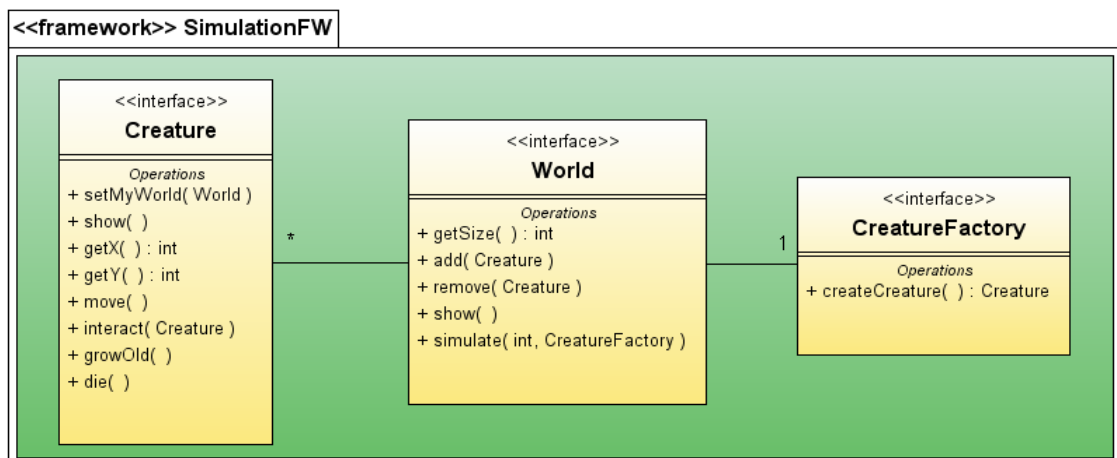 <<framework>> SimulationFW
<<interface>>
Creature
Operations
+ setMyWorld( World )
+ show( )
+ getX( ) : int
+ getY( ) : int
+ move( )
+ interact( Creature )
+ growOld( )
+ die( )
*
<<interface>>
World
Operations
+ getSize( ) : int
+ add( Creature )
+ remove( Creature )
+ show( )
+ simulate( int, CreatureFactory )
1
<<interface>>
CreatureFactory
Operations
+ createCreature( ) : Creature